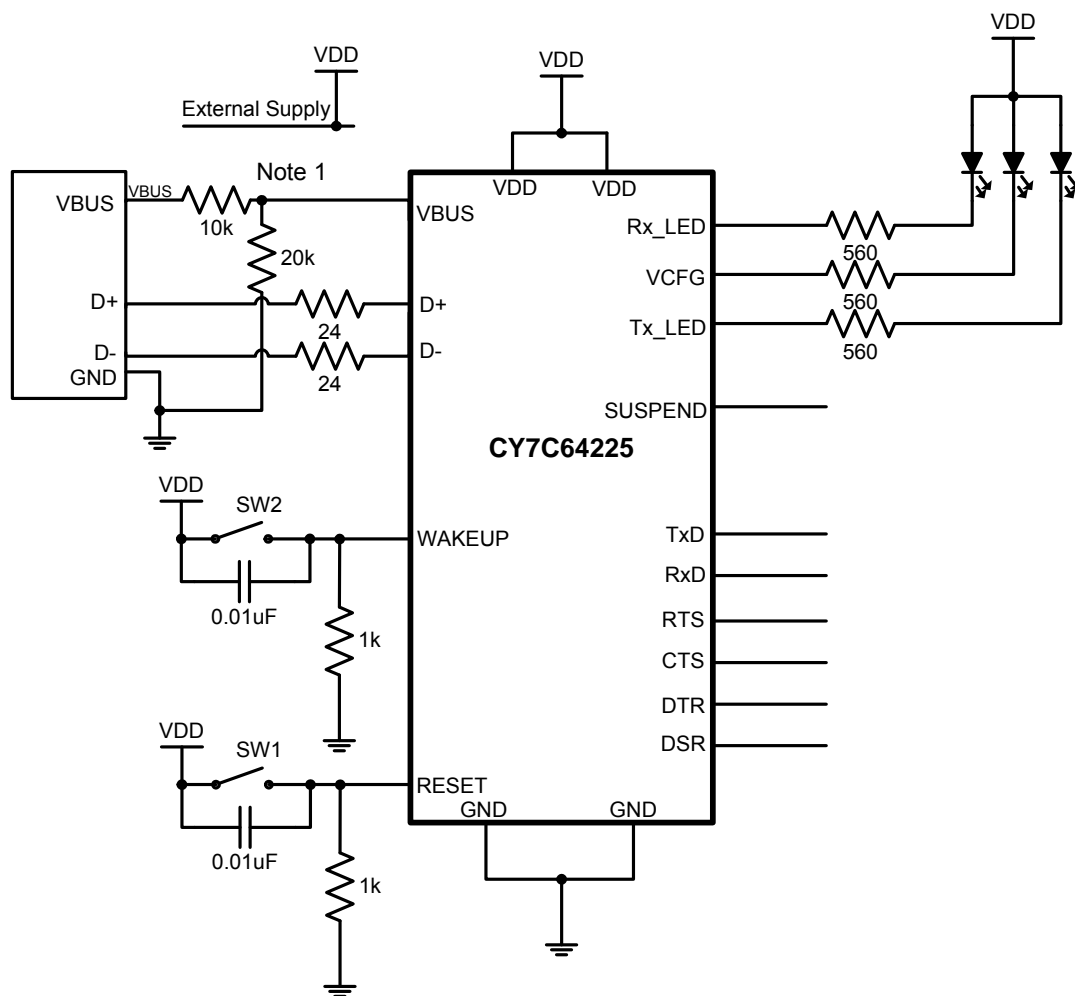 VDD
External Supply
VDD
VDD
Note 1
VBUS
VBUS
10k
20k
D+
24
D-
24
GND
VDD
VDD
VBUS
D+
D-
Rx_LED
560
VCFG
560
Tx_LED
560
SUSPEND
CY7C64225
VDD
SW2
0.01uF
1k
WAKEUP
TxD
RxD
RTS
CTS
DTR
DSR
VDD
SW1
0.01uF
1k
RESET
GND
GND